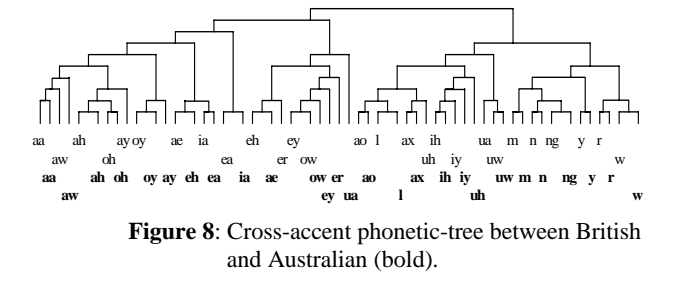 aa ah ay oy ae ia eh ey ao l ax ih ua m n ng y r
aw oh ea er ow uh iy uw w
aa ah oh oy ay eh ea ia ae ow er ao ax ih iy uw m n ng y r
aw ey ua l uh w
Figure 8: Cross-accent phonetic-tree between British
and Australian (bold).